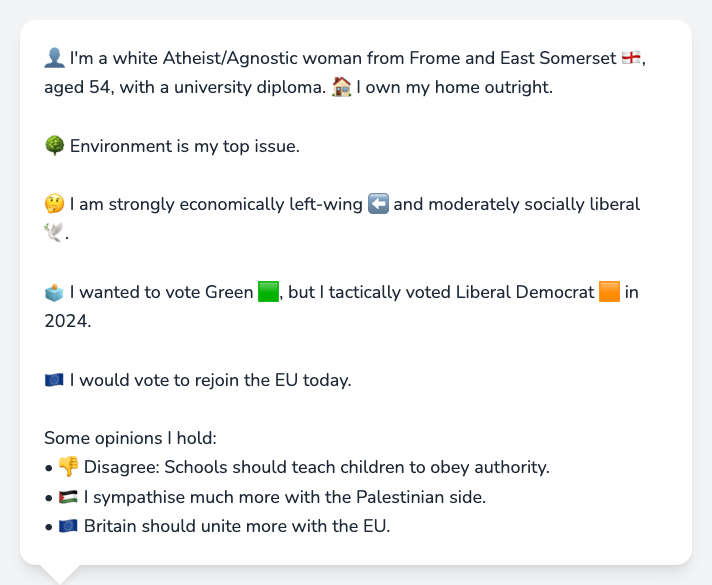 👤 I'm a white Atheist/Agnostic woman from Frome and East Somerset 🏴󠁧󠁢󠁥󠁮󠁧󠁿,
aged 54, with a university diploma. 🏠 I own my home outright.
🌳 Environment is my top issue.
🤔 I am strongly economically left-wing ⬅️ and moderately socially liberal
🕊️.
🗳️ I wanted to vote Green 🟩, but I tactically voted Liberal Democrat 🟧 in
2024.
🇪🇺 I would vote to rejoin the EU today.
Some opinions I hold:
• 👎 Disagree: Schools should teach children to obey authority.
• 🇵🇸 I sympathise much more with the Palestinian side.
• 🇪🇺 Britain should unite more with the EU.